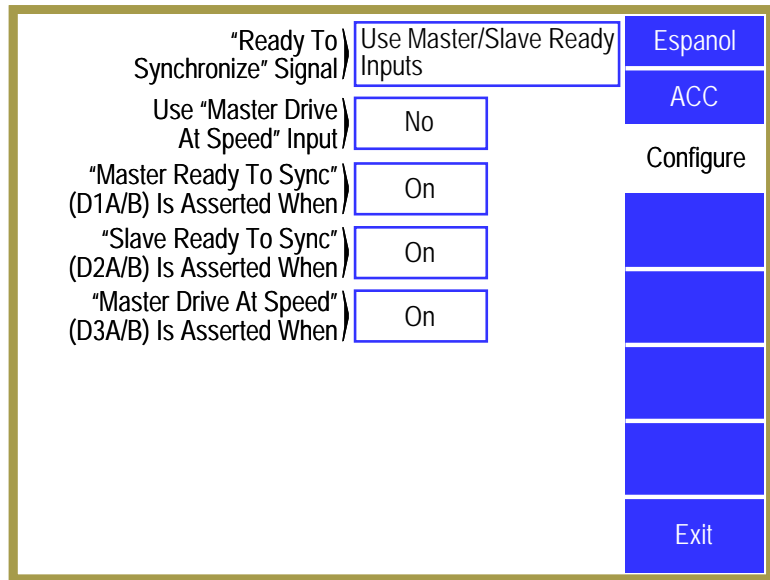 "Ready To
Synchronize" Signal
Use Master/Slave Ready
Inputs
Use "Master Drive
At Speed" Input
No
"Master Ready To Sync"
(D1A/B) Is Asserted When
On
"Slave Ready To Sync"
(D2A/B) Is Asserted When
On
"Master Drive At Speed"
(D3A/B) Is Asserted When
On
Espanol
ACC
Configure
Exit